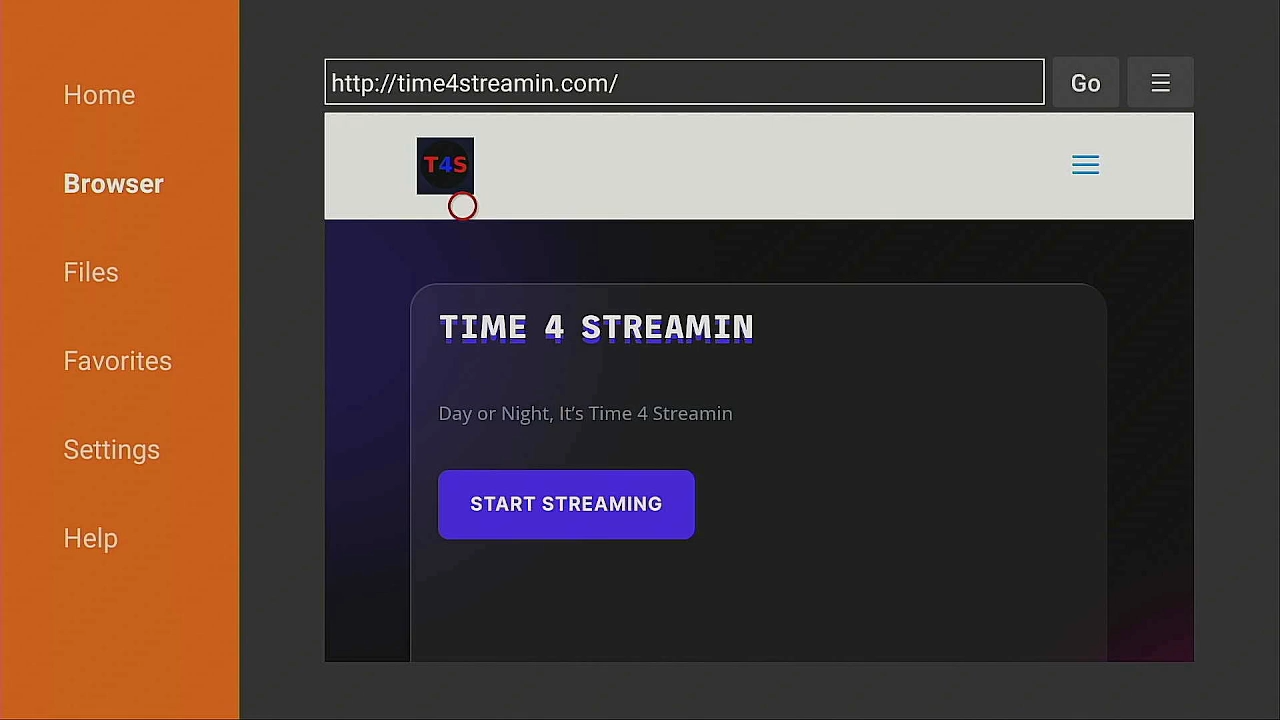 Home
Browser
Files
Favorites
Settings
Help
http://time4streamin.com/
Go
T4S
TIME 4 STREAMIN
Day or Night, It's Time 4 Streamin
START STREAMING